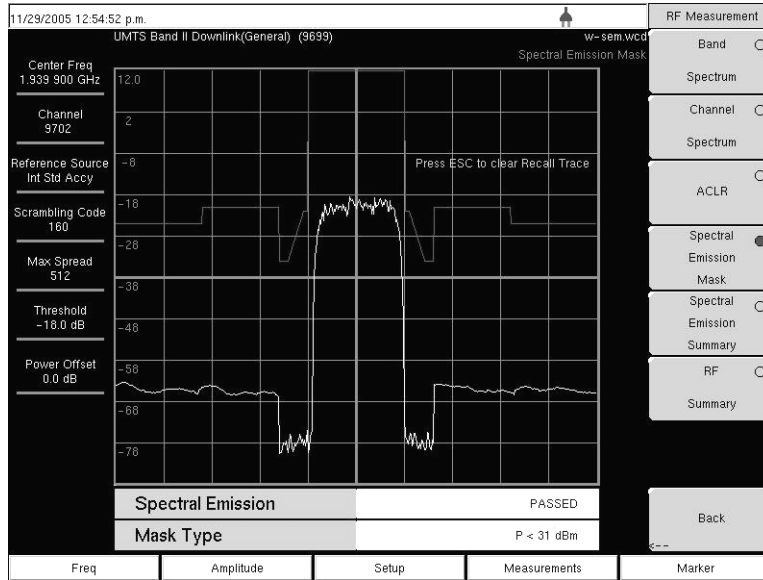 11/29/2005 12:54:52 p.m.
UMTS Band II Downlink(General) (9699)
w-sem.wcd
Spectral Emission Mask
Center Freq
1.939 900 GHz
Channel
9702
Reference Source
Int Std Accy
Scrambling Code
160
Max Spread
512
Threshold
-18.0 dB
Power Offset
0.0 dB
12.0
2
-8
-18
-28
-38
-48
-58
-68
-78
Press ESC to clear Recall Trace
Spectral Emission PASSED
Mask Type P < 31 dBm
RF Measurement
Band
Spectrum
Channel
Spectrum
ACLR
Spectral
Emission
Mask
Spectral
Emission
Summary
RF
Summary
Back
<--
Freq Amplitude Setup Measurements Marker